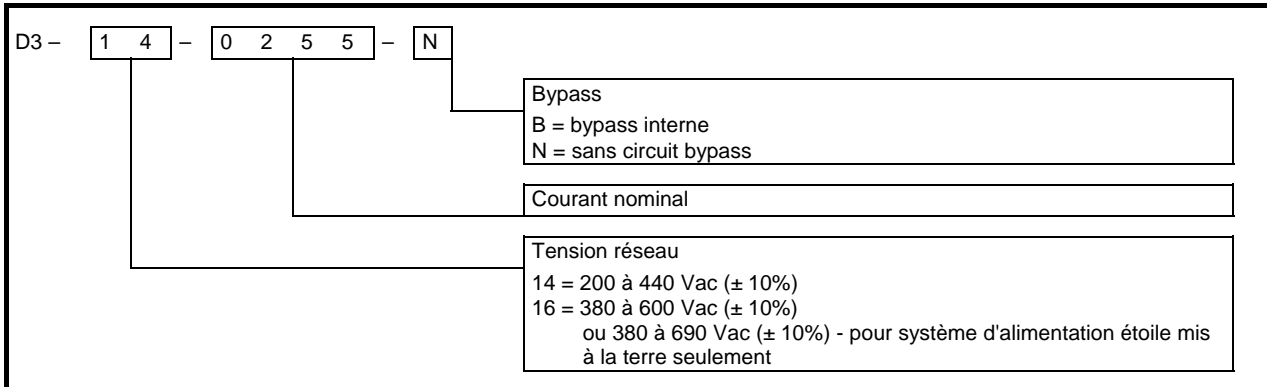 D3 – 1 4 – 0 2 5 5 – N
Bypass
B = bypass interne
N = sans circuit bypass
Courant nominal
Tension réseau
14 = 200 à 440 Vac (± 10%)
16 = 380 à 600 Vac (± 10%)
ou 380 à 690 Vac (± 10%) - pour système d'alimentation étoile mis
à la terre seulement